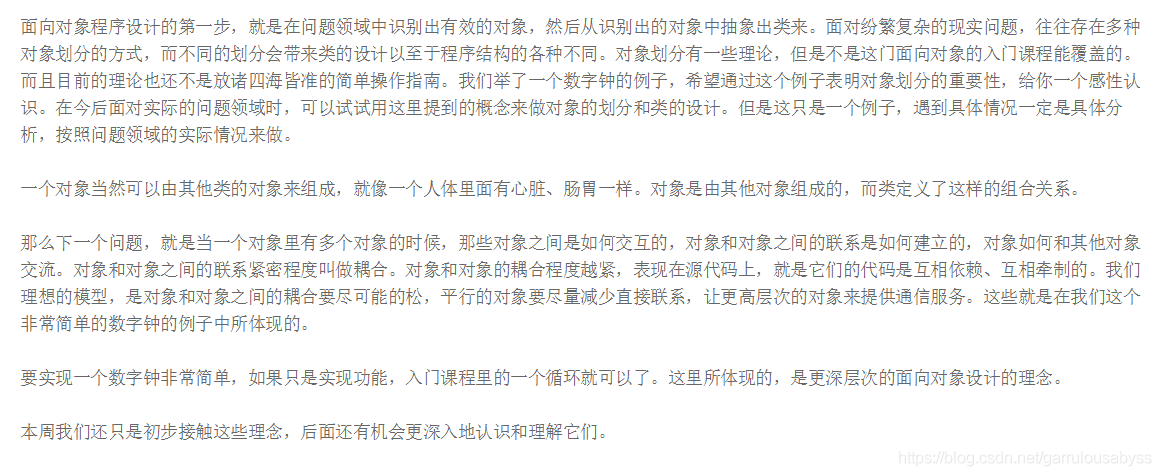 面向对象程序设计的第一步，就是在问题领域中识别出有效的对象，然后从识别出的对象中抽象出类来。面对纷繁复杂的现实问题，往往存在多种
对象划分的方式，而不同的划分会带来类的设计以至于程序结构的各种不同。对象划分有一些理论，但是不是这门面向对象的入门课程能覆盖的。
而且目前的理论也还不是放诸四海皆准的简单操作指南。我们举了一个数字钟的例子，希望通过这个例子表明对象划分的重要性，给你一个感性认
识。在今后面对实际的问题领域时，可以试试用这里提到的概念来做对象的划分和类的设计。但是这只是一个例子，遇到具体情况一定是具体分
析，按照问题领域的实际情况来做。
一个对象当然可以由其他类的对象来组成，就像一个人体里面有心脏、肠胃一样。对象是由其他对象组成的，而类定义了这样的组合关系。
那么下一个问题，就是当一个对象里有多个对象的时候，那些对象之间是如何交互的，对象和对象之间的联系是如何建立的，对象如何和其他对象
交流。对象和对象之间的联系紧密程度叫做耦合。对象和对象的耦合程度越紧，表现在源代码上，就是它们的代码是互相依赖、互相牵制的。我们
理想的模型，是对象和对象之间的耦合要尽可能的松，平行的对象要尽量减少直接联系，让更高层次的对象来提供通信服务。这些就是在我们这个
非常简单的数字钟的例子中所体现的。
要实现一个数字钟非常简单，如果只是实现功能，入门课程里的一个循环就可以了。这里所体现的，是更深层次的面向对象设计的理念。
本周我们还只是初步接触这些理念，后面还有机会更深入地认识和理解它们。
https://blog.csdn.net/garrulousabyss